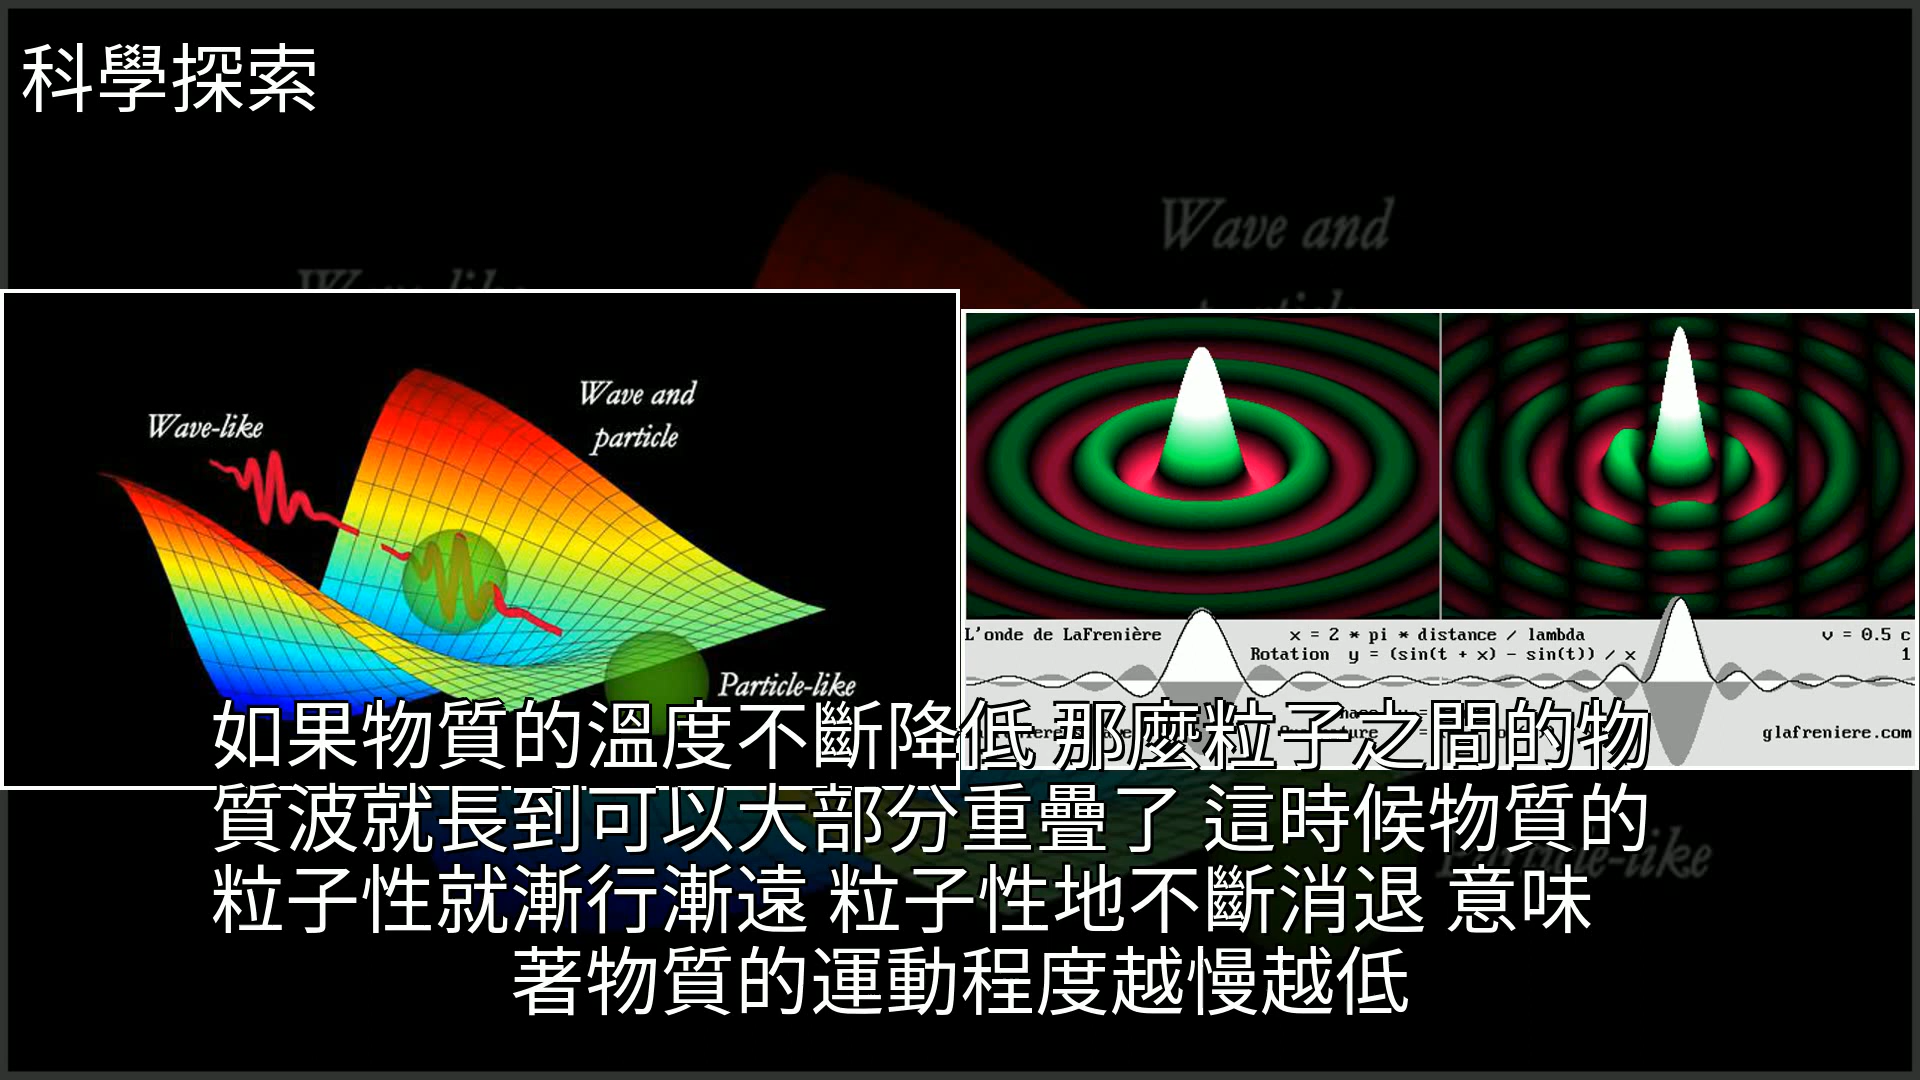 科學探索
Wave and
Wave-like
Wave and
particle
Particle-like
L'onde de LaFrenière
x = 2 * pi * distance / lambda
v = 0.5 c
Rotation y = (sin(t + x) - sin(t)) / x
1
glafreniere.com
如果物質的溫度不斷降低 那麼粒子之間的物
質波就長到可以大部分重疊了 這時候物質的
粒子性就漸行漸遠 粒子性地不斷消退 意味
著物質的運動程度越慢越低
Particle-like